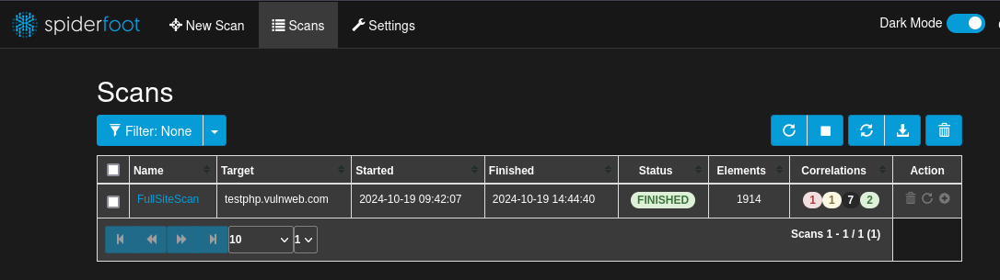 spiderfoot New Scan Scans Settings Dark Mode
Scans
Filter: None
Name Target Started Finished Status Elements Correlations Action
FullSiteScan testphp.vulnweb.com 2024-10-19 09:42:07 2024-10-19 14:44:40 FINISHED 1914 1 1 7 2
10 1 Scans 1 - 1 / 1 (1)